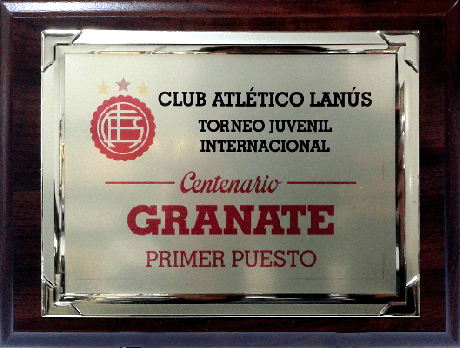 CLUB ATLÉTICO LANÚS
TORNEO JUVENIL
INTERNACIONAL
Centenario
GRANATE
PRIMER PUESTO